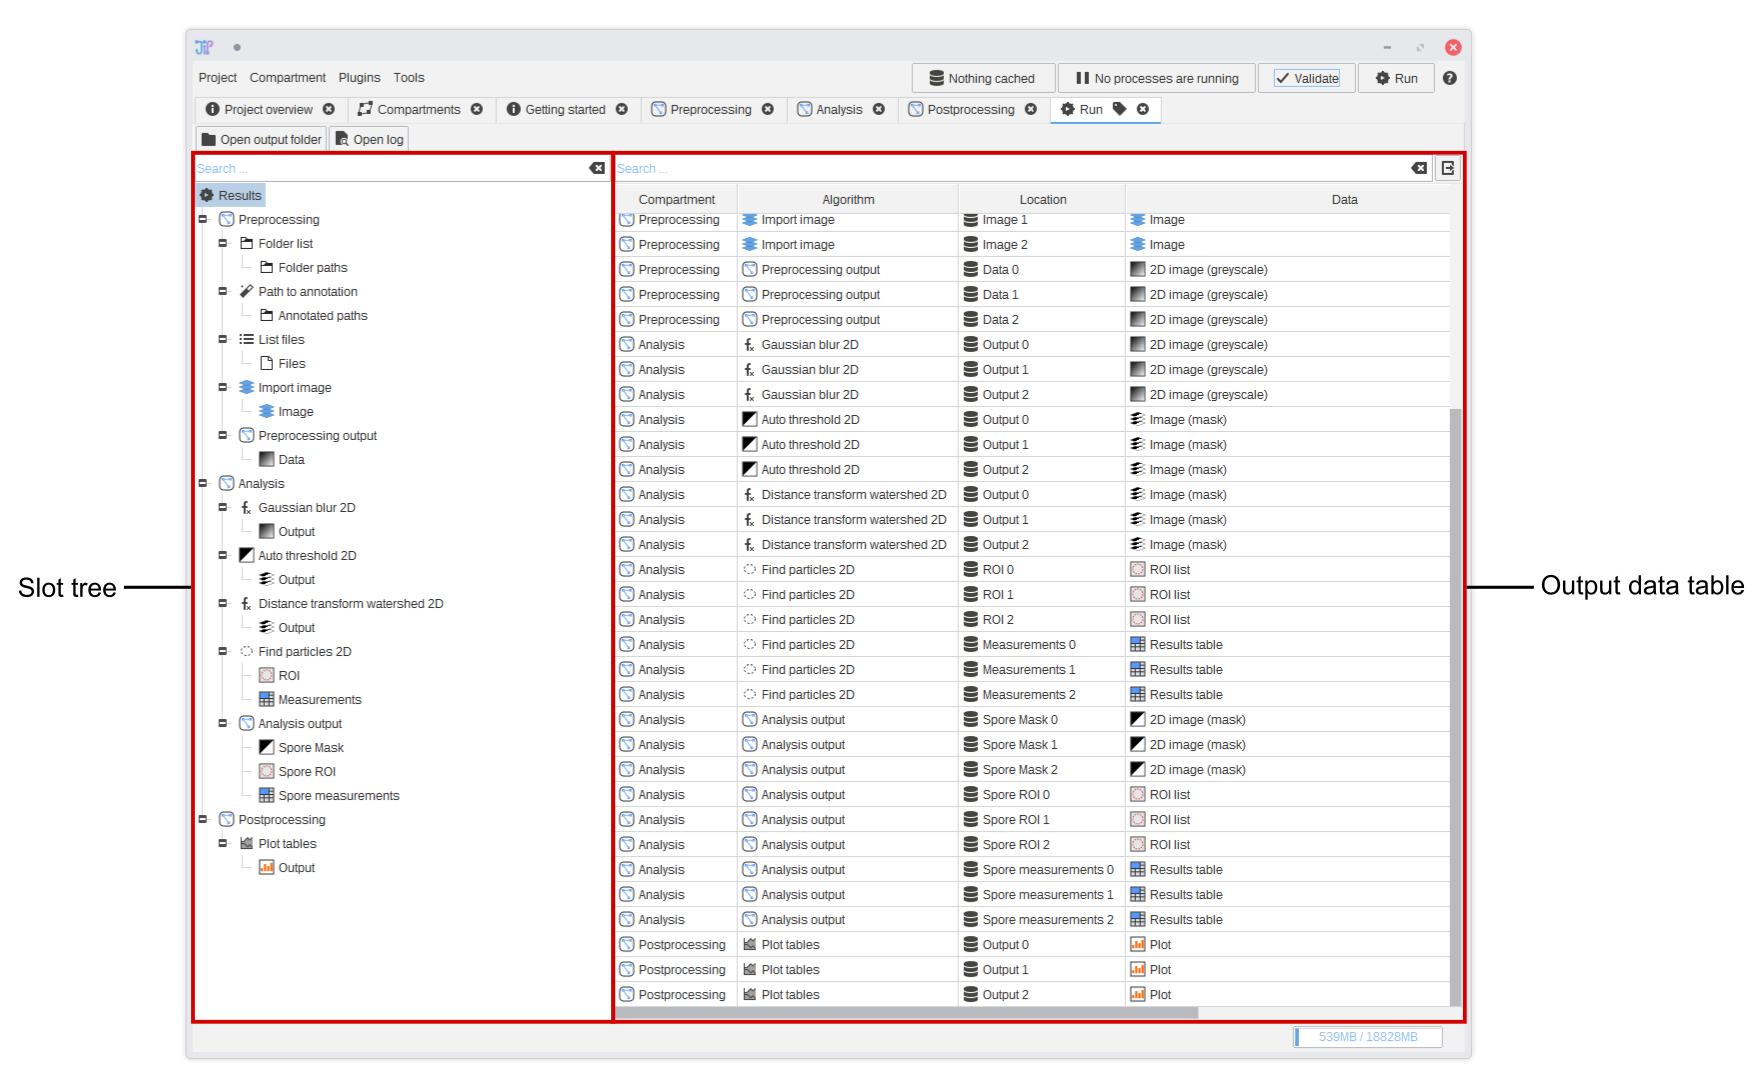 JIP
Project Compartment Plugins Tools Nothing cached No processes are running Validate Run
Project overview Compartments Getting started Preprocessing Analysis Postprocessing Run
Open output folder Open log
Search ...
Results
Preprocessing
Folder list
Folder paths
Path to annotation
Annotated paths
List files
Files
Import image
Image
Preprocessing output
Data
Analysis
Gaussian blur 2D
Output
Auto threshold 2D
Output
Distance transform watershed 2D
Output
Find particles 2D
ROI
Measurements
Analysis output
Spore Mask
Spore ROI
Spore measurements
Postprocessing
Plot tables
Output
Search ...
Compartment Algorithm Location Data
Preprocessing Import image Image 1 Image
Preprocessing Import image Image 2 Image
Preprocessing Preprocessing output Data 0 2D image (greyscale)
Preprocessing Preprocessing output Data 1 2D image (greyscale)
Preprocessing Preprocessing output Data 2 2D image (greyscale)
Analysis Gaussian blur 2D Output 0 2D image (greyscale)
Analysis Gaussian blur 2D Output 1 2D image (greyscale)
Analysis Gaussian blur 2D Output 2 2D image (greyscale)
Analysis Auto threshold 2D Output 0 Image (mask)
Analysis Auto threshold 2D Output 1 Image (mask)
Analysis Auto threshold 2D Output 2 Image (mask)
Analysis Distance transform watershed 2D Output 0 Image (mask)
Analysis Distance transform watershed 2D Output 1 Image (mask)
Analysis Distance transform watershed 2D Output 2 Image (mask)
Analysis Find particles 2D ROI 0 ROI list
Analysis Find particles 2D ROI 1 ROI list
Analysis Find particles 2D ROI 2 ROI list
Analysis Find particles 2D Measurements 0 Results table
Analysis Find particles 2D Measurements 1 Results table
Analysis Find particles 2D Measurements 2 Results table
Analysis Analysis output Spore Mask 0 2D image (mask)
Analysis Analysis output Spore Mask 1 2D image (mask)
Analysis Analysis output Spore Mask 2 2D image (mask)
Analysis Analysis output Spore ROI 0 ROI list
Analysis Analysis output Spore ROI 1 ROI list
Analysis Analysis output Spore ROI 2 ROI list
Analysis Analysis output Spore measurements 0 Results table
Analysis Analysis output Spore measurements 1 Results table
Analysis Analysis output Spore measurements 2 Results table
Postprocessing Plot tables Output 0 Plot
Postprocessing Plot tables Output 1 Plot
Postprocessing Plot tables Output 2 Plot
539MB / 18828MB
Slot tree
Output data table